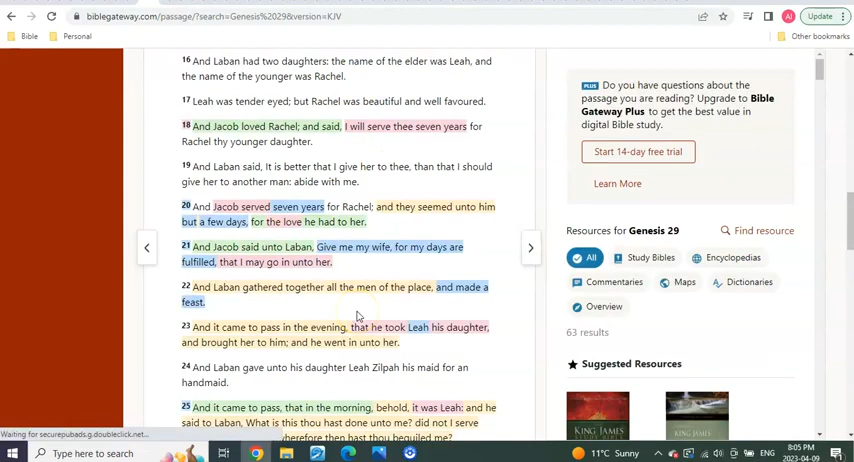 biblegateway.com/passage/?search=Genesis%2029&version=KJV
AI
Update
Bible
Personal
Other bookmarks
16 And Laban had two daughters: the name of the elder was Leah, and
the name of the younger was Rachel.
17 Leah was tender eyed; but Rachel was beautiful and well favoured.
18 And Jacob loved Rachel; and said, I will serve thee seven years for
Rachel thy younger daughter.
19 And Laban said, It is better that I give her to thee, than that I should
give her to another man: abide with me.
20 And Jacob served seven years for Rachel; and they seemed unto him
but a few days, for the love he had to her.
21 And Jacob said unto Laban, Give me my wife, for my days are
fulfilled, that I may go in unto her.
22 And Laban gathered together all the men of the place, and made a
feast.
23 And it came to pass in the evening, that he took Leah his daughter,
and brought her to him; and he went in unto her.
24 And Laban gave unto his daughter Leah Zilpah his maid for an
handmaid.
25 And it came to pass, that in the morning, behold, it was Leah: and he
said to Laban, What is this thou hast done unto me? did not I serve
wherefore then hast thou beguiled me?
PLUS Do you have questions about the
passage you are reading? Upgrade to Bible
Gateway Plus to get the best value in
digital Bible study.
Start 14-day free trial
Learn More
Resources for Genesis 29
Find resource
All
Study Bibles
Encyclopedias
Commentaries
Maps
Dictionaries
Overview
63 results
Suggested Resources
KING JAMES
KING JAMES
Waiting for securepubads.g.doubleclick.net...
Type here to search
11°C Sunny
ENG
8:05 PM
2023-04-09